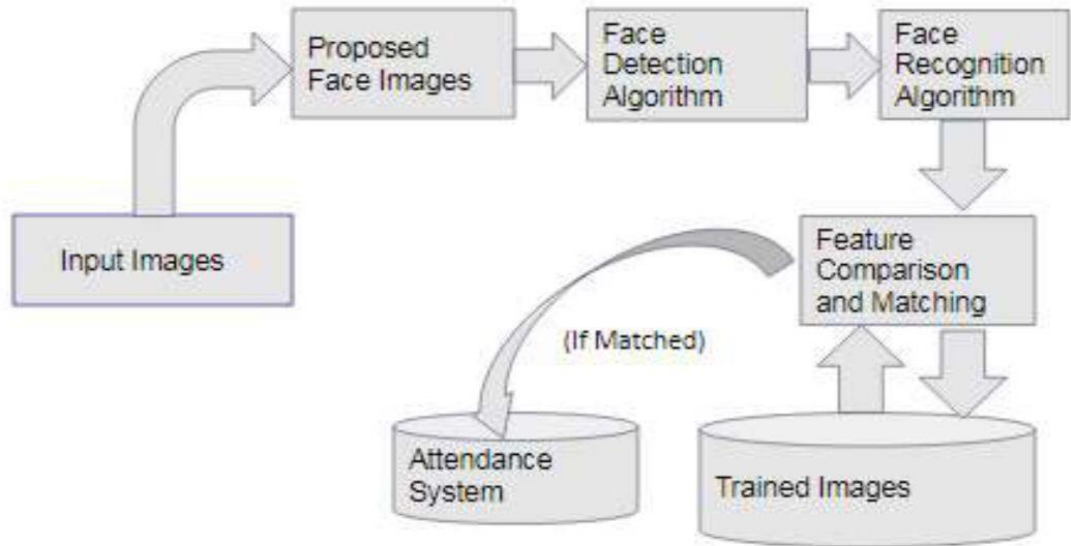 Proposed
Face Images
Face
Detection
Algorithm
Face
Recognition
Algorithm
Input Images
Feature
Comparison
and Matching
(If Matched)
Attendance
System
Trained Images